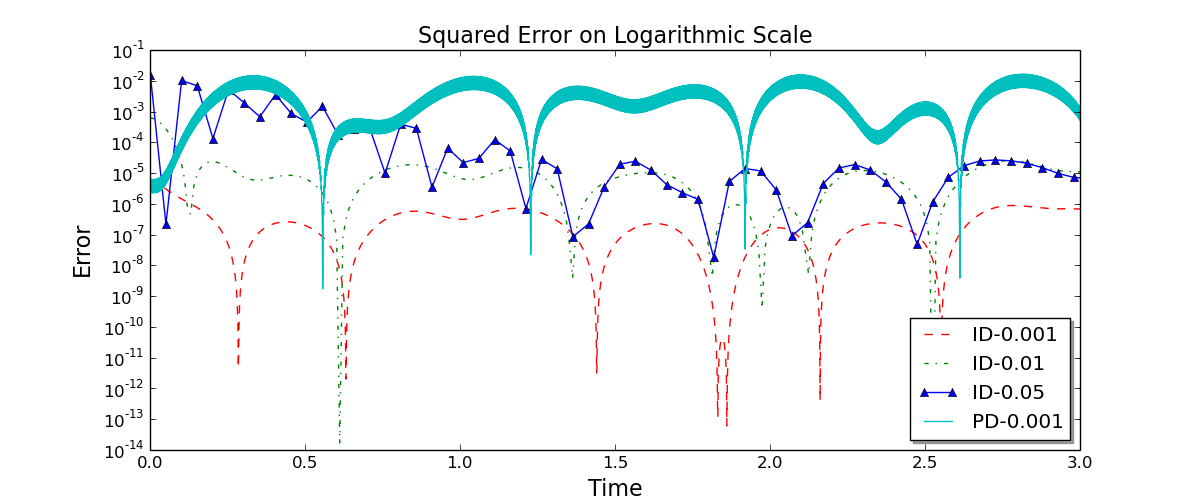 Squared Error on Logarithmic Scale
Error
10^-1
10^-2
10^-3
10^-4
10^-5
10^-6
10^-7
10^-8
10^-9
10^-10
10^-11
10^-12
10^-13
10^-14
0.0 0.5 1.0 1.5 2.0 2.5 3.0
Time
ID-0.001
ID-0.01
ID-0.05
PD-0.001